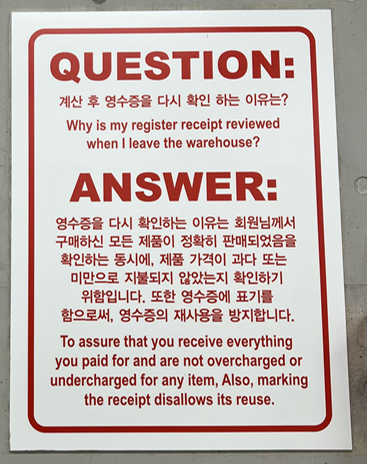 QUESTION:
계산 후 영수증을 다시 확인 하는 이유는?
Why is my register receipt reviewed
when I leave the warehouse?
ANSWER:
영수증을 다시 확인하는 이유는 회원님께서
구매하신 모든 제품이 정확히 판매되었음을
확인하는 동시에, 제품 가격이 과다 또는
미만으로 지불되지 않았는지 확인하기
위함입니다. 또한 영수증에 표기를
함으로써, 영수증의 재사용을 방지합니다.
To assure that you receive everything
you paid for and are not overcharged or
undercharged for any item, Also, marking
the receipt disallows its reuse.